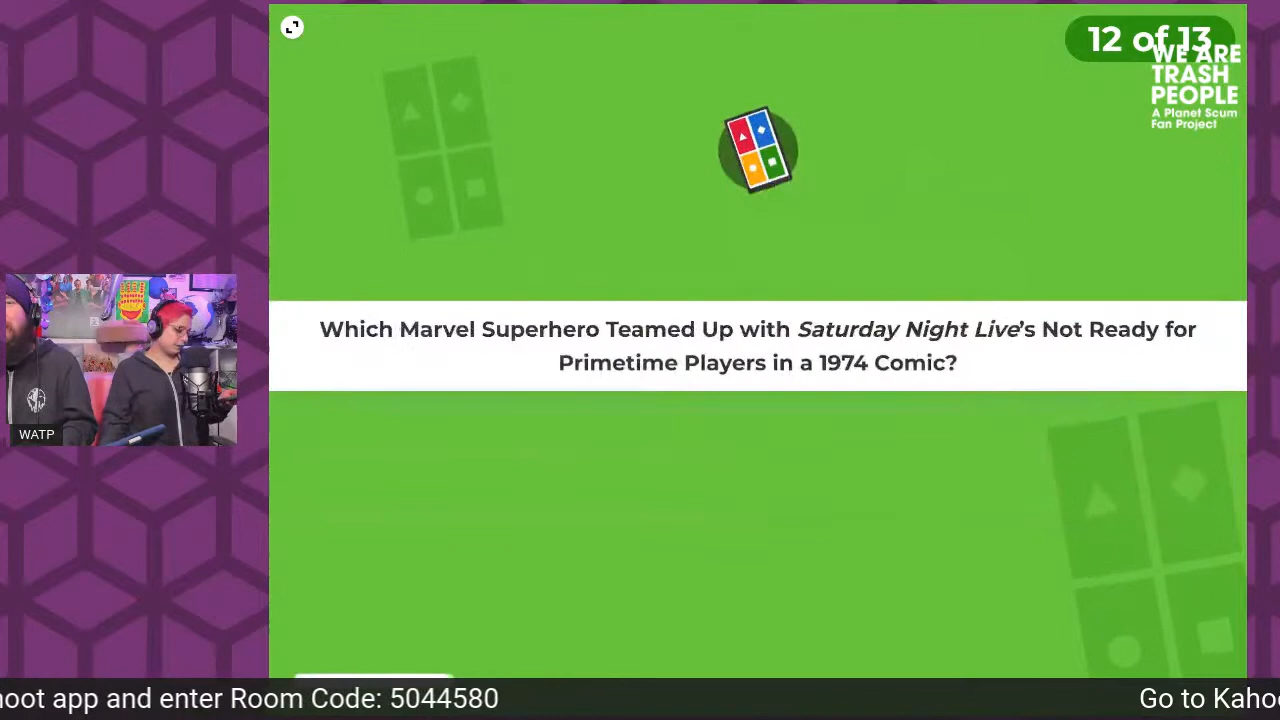 12 of 13
WE ARE
TRASH
PEOPLE
A Planet Scum
Fan Project
Which Marvel Superhero Teamed Up with Saturday Night Live's Not Ready for
Primetime Players in a 1974 Comic?
WATP
hoot app and enter Room Code: 5044580
Go to Kahoo